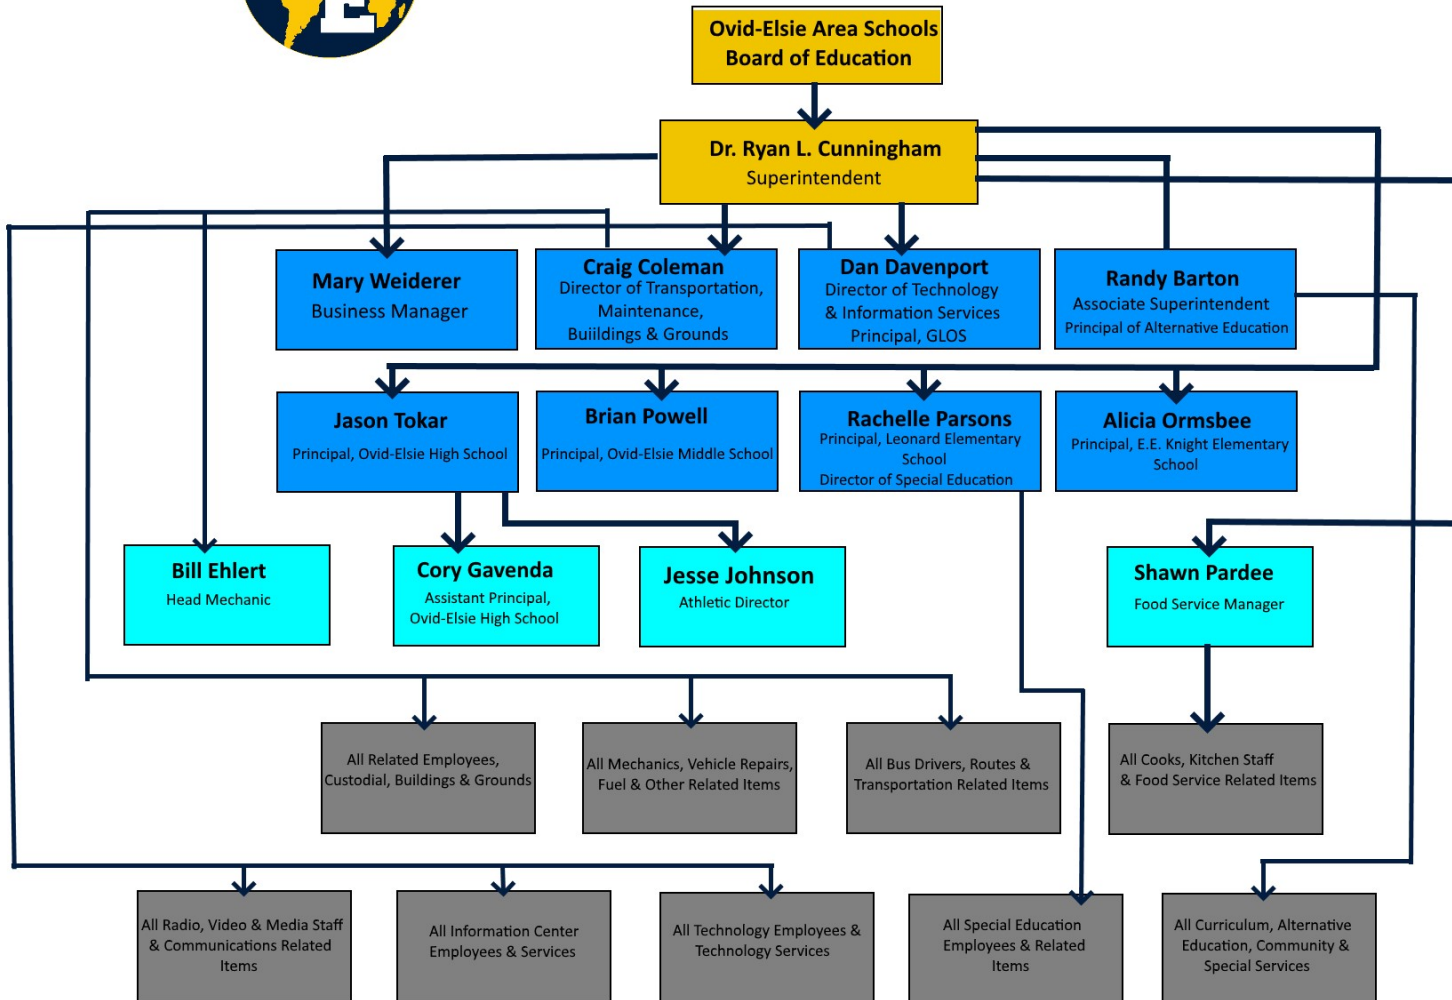 E
Ovid-Elsie Area Schools
Board of Education
Dr. Ryan L. Cunningham
Superintendent
Mary Weiderer
Business Manager
Craig Coleman
Director of Transportation,
Maintenance,
Buiildings & Grounds
Dan Davenport
Director of Technology
& Information Services
Principal, GLOS
Randy Barton
Associate Superintendent
Principal of Alternative Education
Jason Tokar
Principal, Ovid-Elsie High School
Brian Powell
Principal, Ovid-Elsie Middle School
Rachelle Parsons
Principal, Leonard Elementary
School
Director of Special Education
Alicia Ormsbee
Principal, E.E. Knight Elementary
School
Bill Ehlert
Head Mechanic
Cory Gavenda
Assistant Principal,
Ovid-Elsie High School
Jesse Johnson
Athletic Director
Shawn Pardee
Food Service Manager
All Related Employees,
Custodial, Buildings & Grounds
All Mechanics, Vehicle Repairs,
Fuel & Other Related Items
All Bus Drivers, Routes &
Transportation Related Items
All Cooks, Kitchen Staff
& Food Service Related Items
All Radio, Video & Media Staff
& Communications Related
Items
All Information Center
Employees & Services
All Technology Employees &
Technology Services
All Special Education
Employees & Related
Items
All Curriculum, Alternative
Education, Community &
Special Services